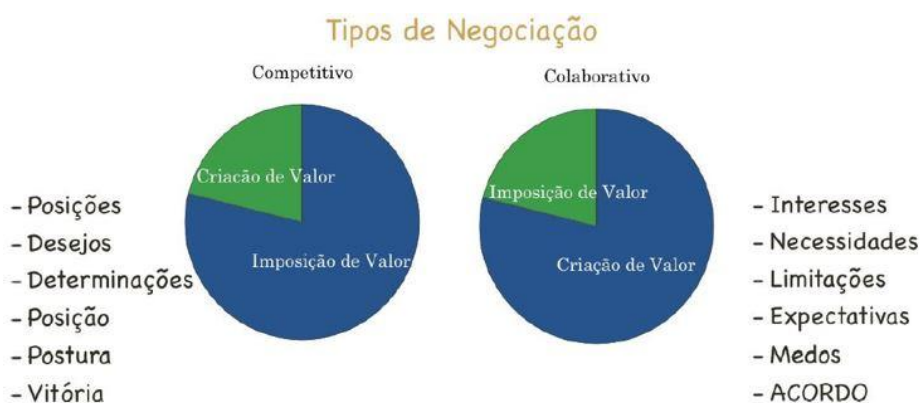 Tipos de Negociação
Competitivo
Criacão de Valor
Imposição de Valor
- Posições
- Desejos
- Determinações
- Posição
- Postura
- Vitória
Colaborativo
Imposição de Valor
Criação de Valor
- Interesses
- Necessidades
- Limitações
- Expectativas
- Medos
- ACORDO